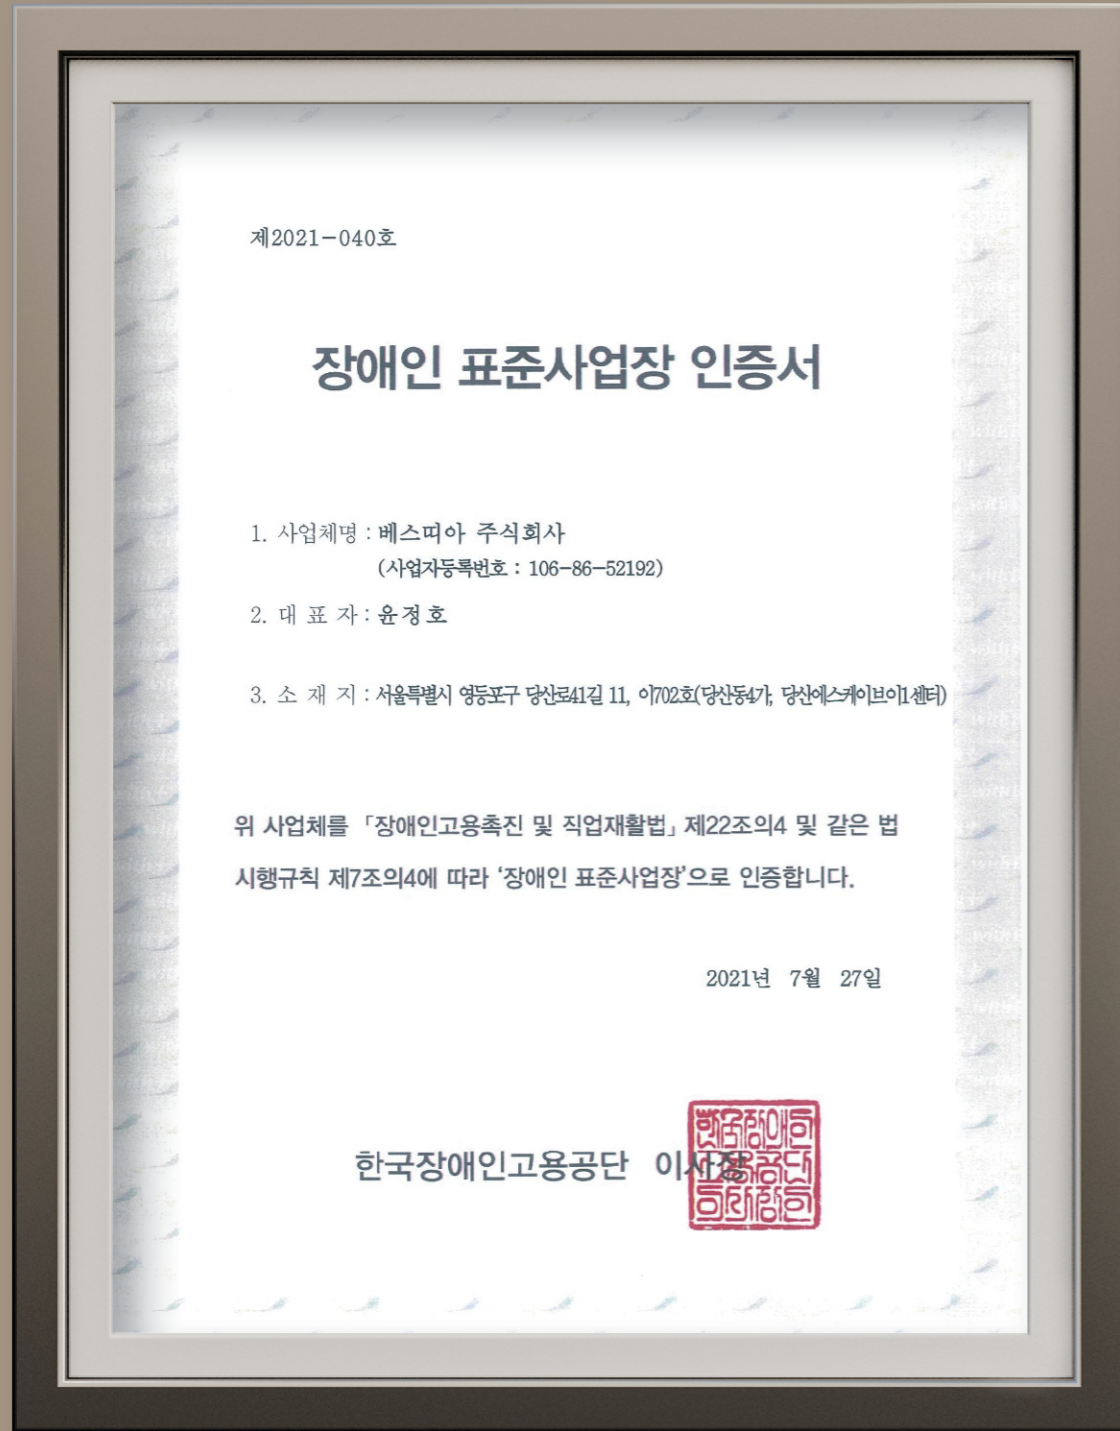 제2021-040호
장애인 표준사업장 인증서
1. 사업체명 : 베스띠아 주식회사
(사업자등록번호 : 106-86-52192)
2. 대 표 자 : 윤정호
3. 소 재 지 : 서울특별시 영등포구 당산로41길 11, 이702호(당산동4가, 당산에스케이브이1센터)
위 사업체를 「장애인고용촉진 및 직업재활법」 제22조의4 및 같은 법
시행규칙 제7조의4에 따라 ‘장애인 표준사업장’으로 인증합니다.
2021년 7월 27일
한국장애인고용공단 이사장